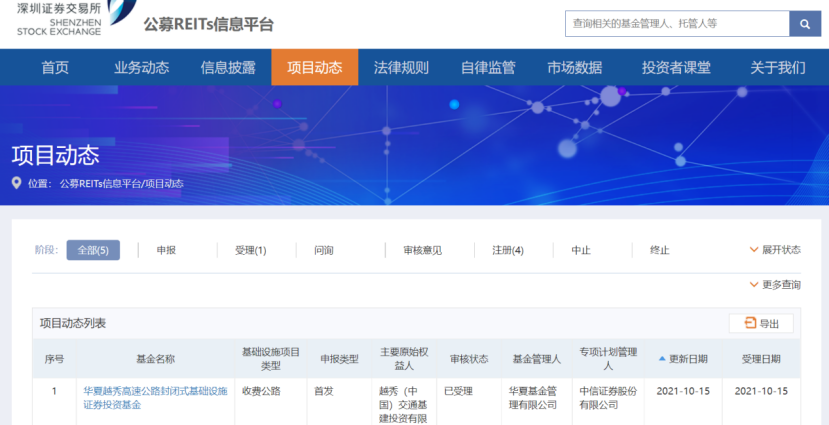 深圳证券交易所
SHENZHEN
STOCK EXCHANGE
公募REITs信息平台
查询相关的基金管理人、托管人等
首页 业务动态 信息披露 项目动态 法律规则 自律监管 市场数据 投资者课堂 关于我们
项目动态
位置: 公募REITs信息平台/项目动态
阶段: 全部(5) 申报 受理(1) 问询 审核意见 注册(4) 中止 终止 展开状态
更多查询
项目动态列表 导出
序号 基金名称 基础设施项目类型 申报类型 主要原始权益人 审核状态 基金管理人 专项计划管理人 更新日期 受理日期
1 华夏越秀高速公路封闭式基础设施 收费公路 首发 越秀（中 已受理 华夏基金管 中信证券股份 2021-10-15 2021-10-15
证券投资基金 国）交通基 理有限公司 有限公司
建投资有限